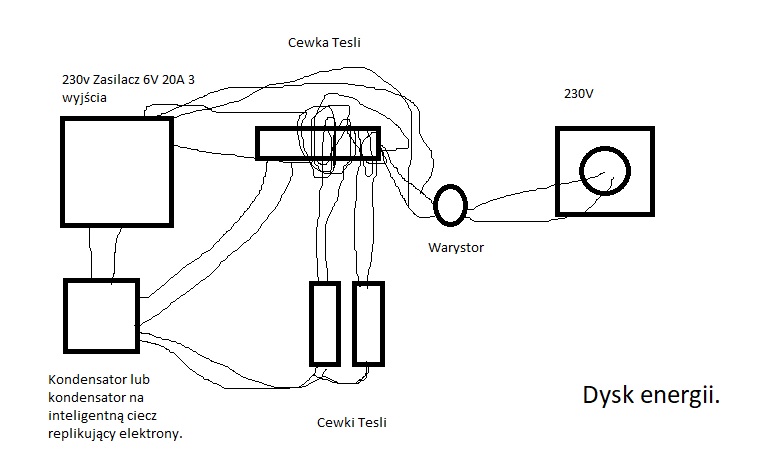 Cewka Tesli
230v Zasilacz 6V 20A 3
wyjścia
230V
Warystor
Kondensator lub
kondensator na
inteligentną ciecz
replikujący elektrony.
Cewki Tesli
Dysk energii.